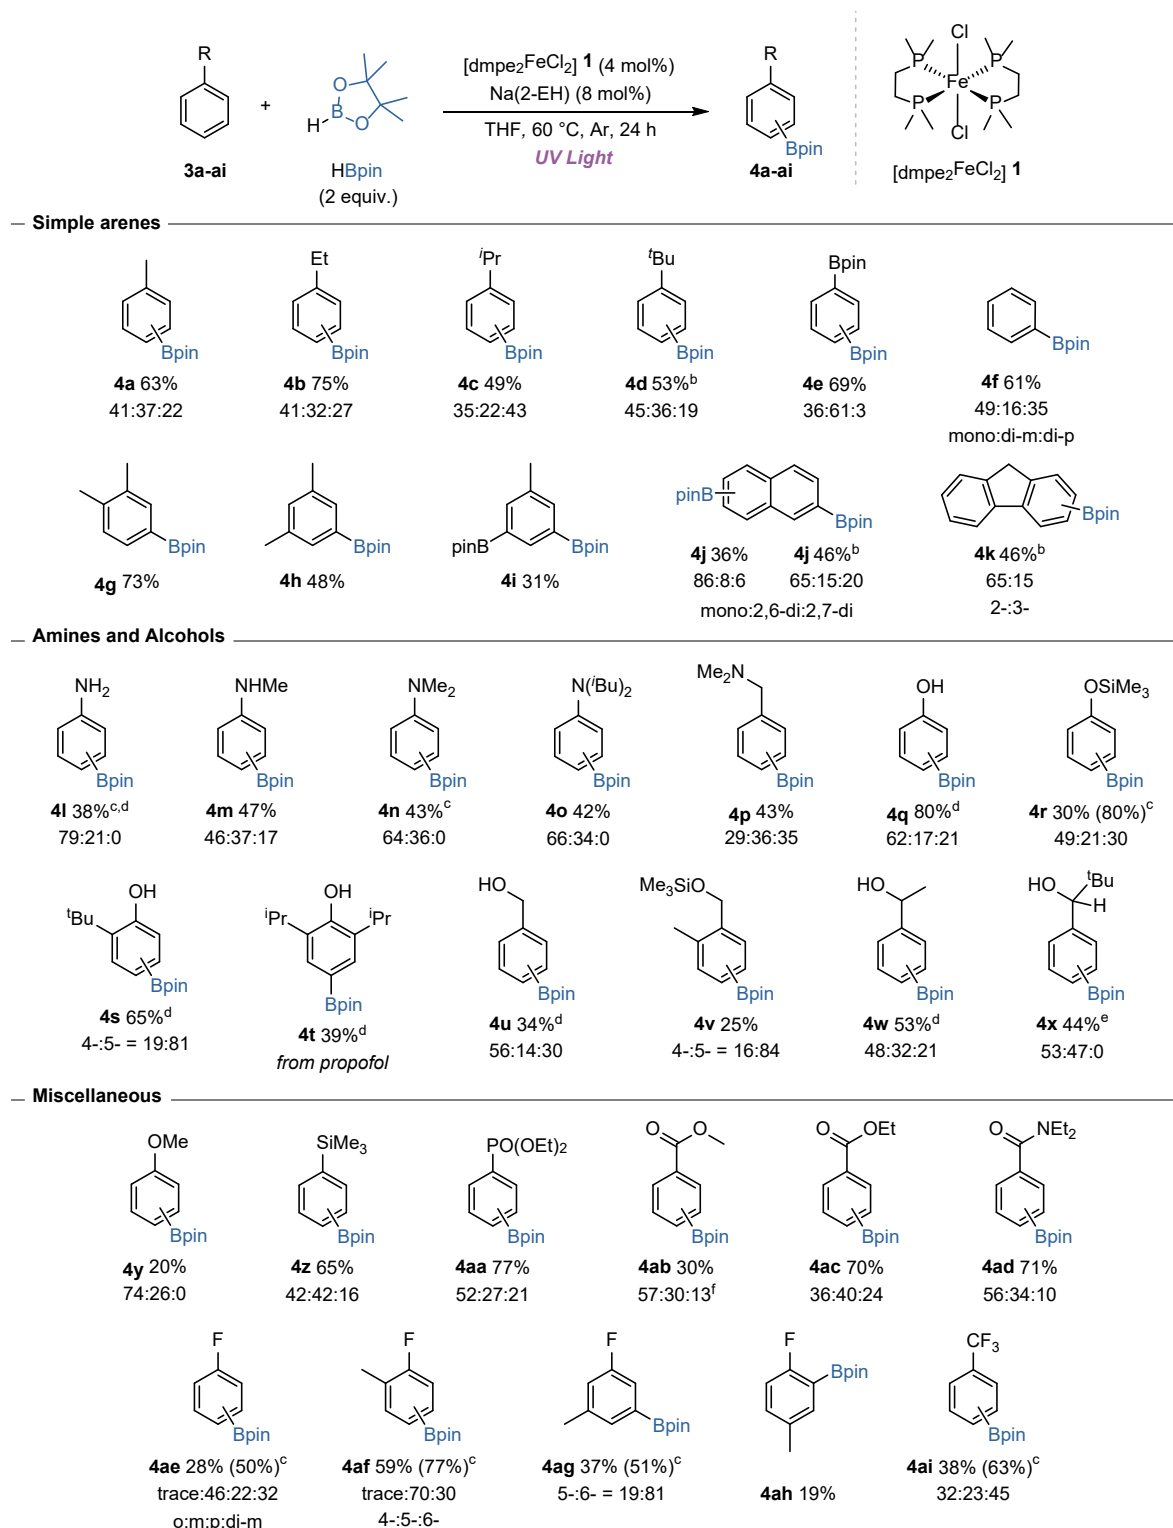 R
+
H
B
O
O
HBpin
(2 equiv.)
3a-ai
[dmpe₂FeCl₂] 1 (4 mol%)
Na(2-EH) (8 mol%)
THF, 60 °C, Ar, 24 h
UV Light
R
Bpin
4a-ai
Cl
P P
Fe
P P
Cl
[dmpe₂FeCl₂] 1
Simple arenes
Et ⁱPr ᵗBu Bpin
Bpin Bpin Bpin Bpin Bpin Bpin
4a 63% 4b 75% 4c 49% 4d 53%ᵇ 4e 69% 4f 61%
41:37:22 41:32:27 35:22:43 45:36:19 36:61:3 49:16:35
mono:di-m:di-p
Bpin Bpin pinB Bpin pinB Bpin Bpin
4g 73% 4h 48% 4i 31% 4j 36% 4j 46%ᵇ 4k 46%ᵇ
86:8:6 65:15:20 65:15
mono:2,6-di:2,7-di 2-:3-
Amines and Alcohols
NH₂ NHMe NMe₂ N(ⁱBu)₂ Me₂N OH OSiMe₃
Bpin Bpin Bpin Bpin Bpin Bpin Bpin
4l 38%ᶜ,ᵈ 4m 47% 4n 43%ᶜ 4o 42% 4p 43% 4q 80%ᵈ 4r 30% (80%)ᶜ
79:21:0 46:37:17 64:36:0 66:34:0 29:36:35 62:17:21 49:21:30
OH ᵗBu OH ⁱPr ⁱPr HO Me₃SiO HO HO ᵗBu H
Bpin Bpin Bpin Bpin Bpin Bpin
4s 65%ᵈ 4t 39%ᵈ 4u 34%ᵈ 4v 25% 4w 53%ᵈ 4x 44%ᵉ
4-:5- = 19:81 from propofol 56:14:30 4-:5- = 16:84 48:32:21 53:47:0
Miscellaneous
OMe SiMe₃ PO(OEt)₂ O O O OEt O NEt₂
Bpin Bpin Bpin Bpin Bpin Bpin
4y 20% 4z 65% 4aa 77% 4ab 30% 4ac 70% 4ad 71%
74:26:0 42:42:16 52:27:21 57:30:13ᶠ 36:40:24 56:34:10
F F F F CF₃
Bpin Bpin Bpin Bpin Bpin
4ae 28% (50%)ᶜ 4af 59% (77%)ᶜ 4ag 37% (51%)ᶜ 4ah 19% 4ai 38% (63%)ᶜ
trace:46:22:32 trace:70:30 5-:6- = 19:81 32:23:45
o:m:p:di-m 4-:5-:6-